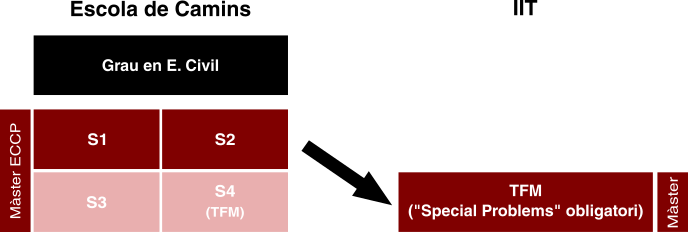 Escola de Camins
IIT
Grau en E. Civil
Màster ECCP
S1
S2
S3
S4
(TFM)
TFM
("Special Problems" obligatori)
Màster